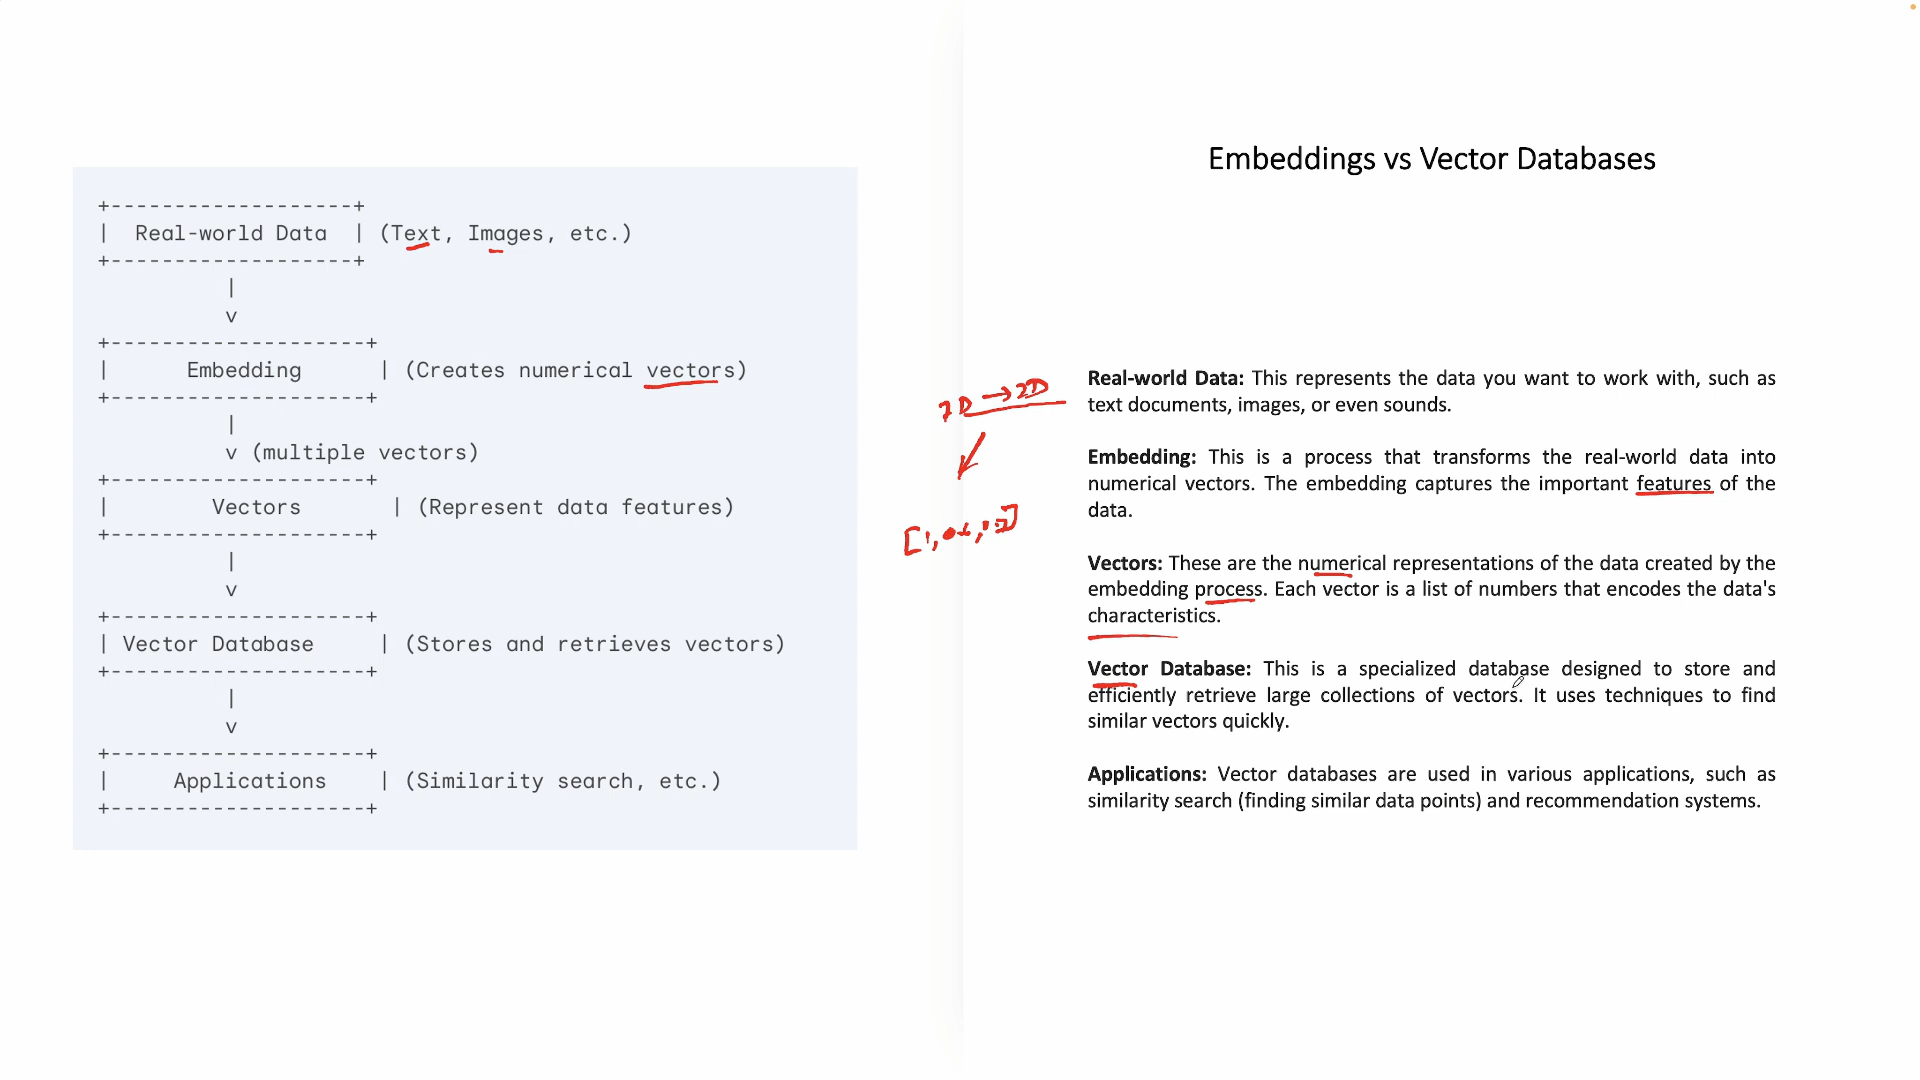 +-------------------+
| Real-world Data | (Text, Images, etc.)
+-------------------+
|
v
+--------------------+
| Embedding | (Creates numerical vectors)
+--------------------+
|
v (multiple vectors)
+--------------------+
| Vectors | (Represent data features)
+--------------------+
|
v
+--------------------+
| Vector Database | (Stores and retrieves vectors)
+--------------------+
|
v
+--------------------+
| Applications | (Similarity search, etc.)
+--------------------+
Embeddings vs Vector Databases
Real-world Data: This represents the data you want to work with, such as
text documents, images, or even sounds.
Embedding: This is a process that transforms the real-world data into
numerical vectors. The embedding captures the important features of the
data.
Vectors: These are the numerical representations of the data created by the
embedding process. Each vector is a list of numbers that encodes the data's
characteristics.
Vector Database: This is a specialized database designed to store and
efficiently retrieve large collections of vectors. It uses techniques to find
similar vectors quickly.
Applications: Vector databases are used in various applications, such as
similarity search (finding similar data points) and recommendation systems.